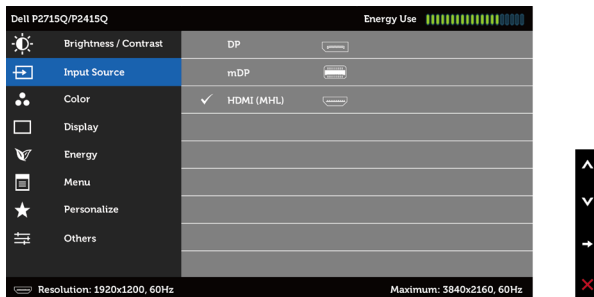 Dell P2715Q/P2415Q Energy Use
Brightness / Contrast DP
Input Source mDP
Color HDMI (MHL)
Display
Energy
Menu
Personalize
Others
Resolution: 1920x1200, 60Hz Maximum: 3840x2160, 60Hz